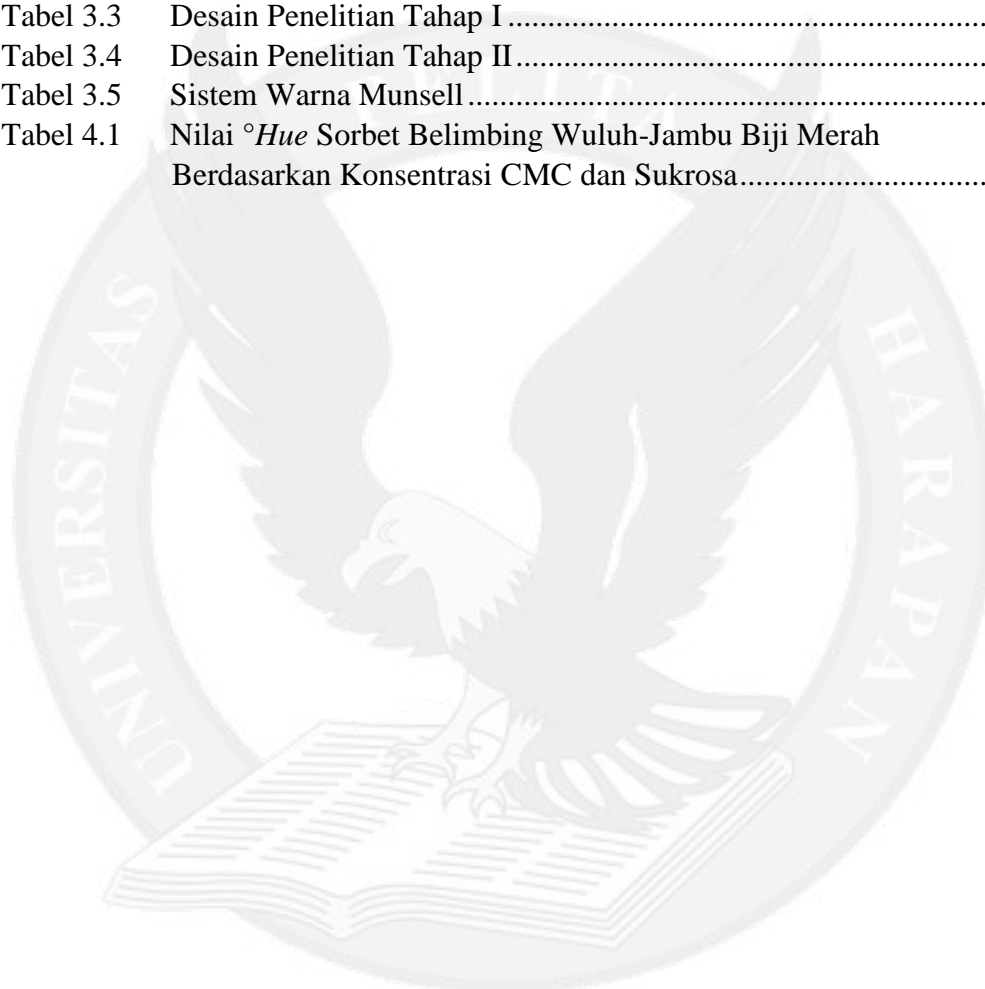 Tabel 3.3 Desain Penelitian Tahap I......................................................
Tabel 3.4 Desain Penelitian Tahap II.....................................................
Tabel 3.5 Sistem Warna Munsell...........................................................
Tabel 4.1 Nilai °Hue Sorbet Belimbing Wuluh-Jambu Biji Merah
Berdasarkan Konsentrasi CMC dan Sukrosa............................
UNIVERSITAS PELITA HARAPAN